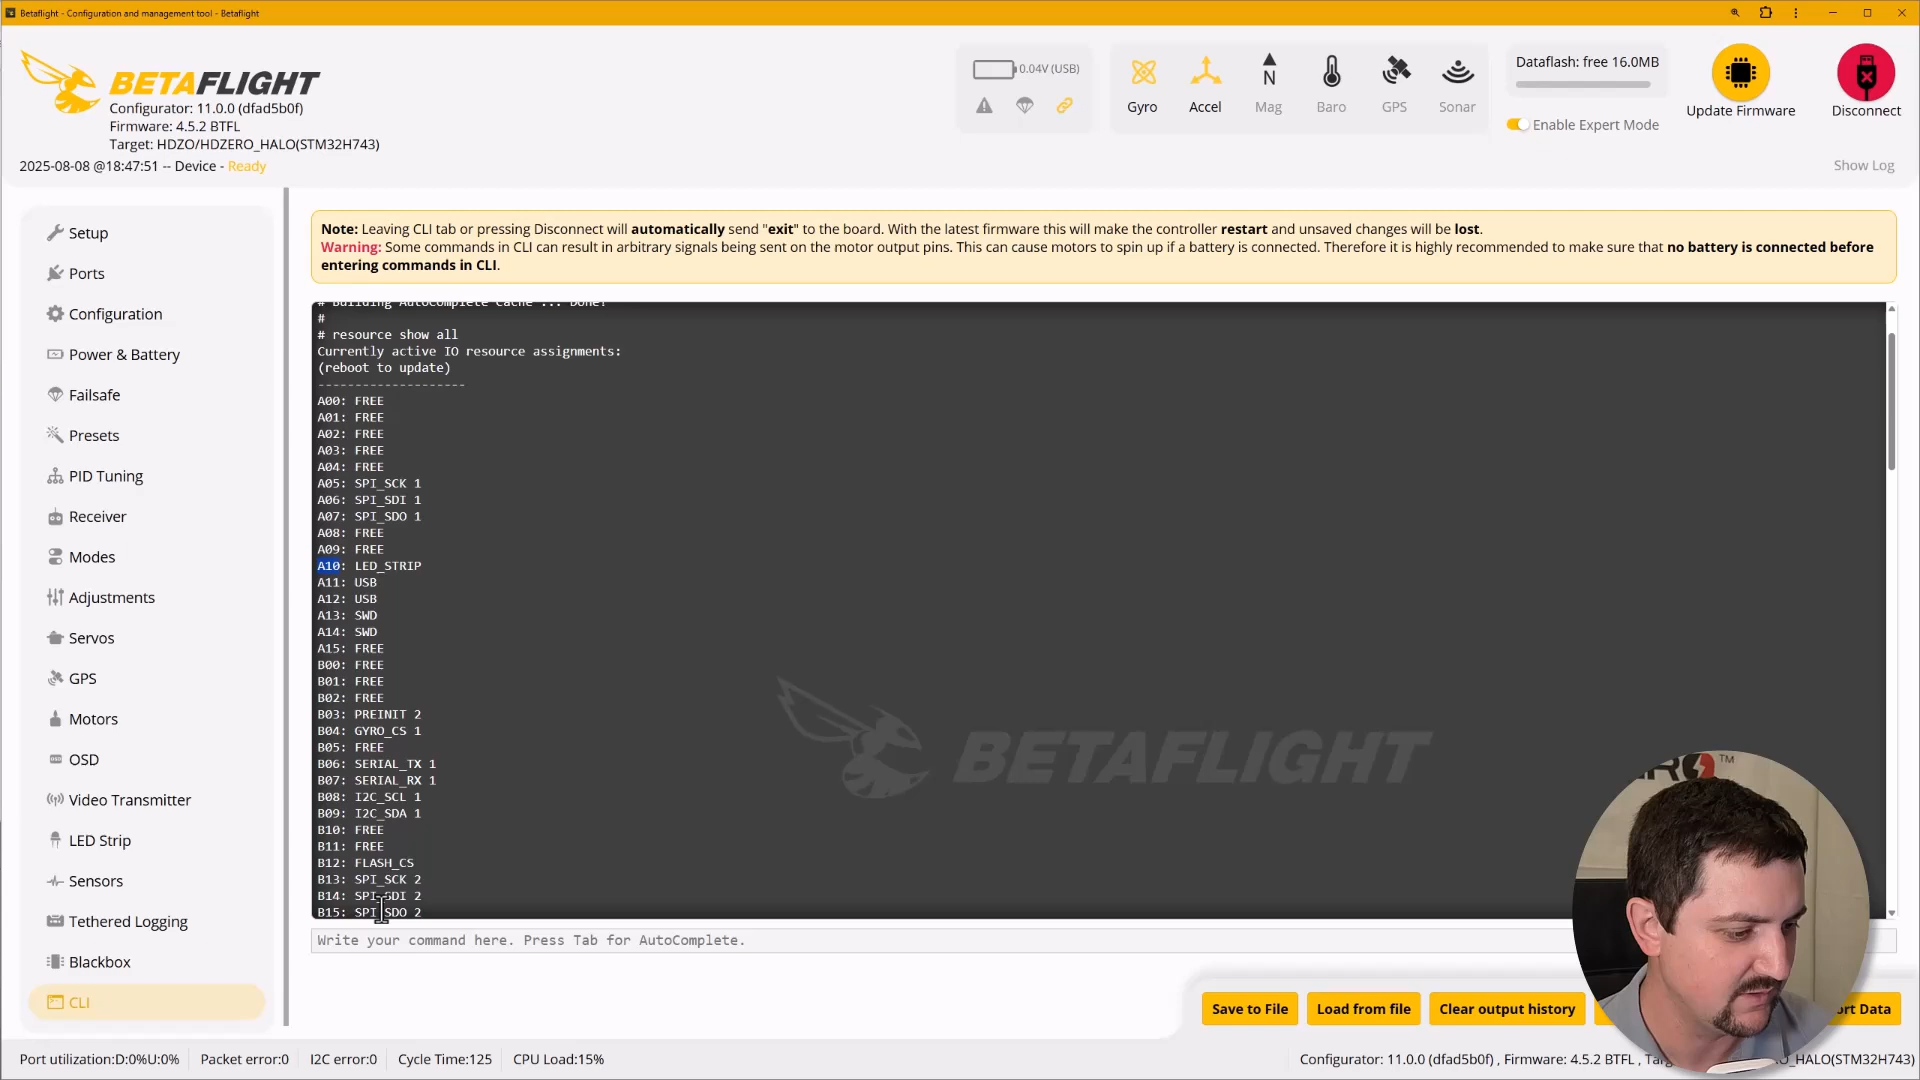 Betaflight - Configuration and management tool - Betaflight
BETAFLIGHT
Configurator: 11.0.0 (dfad5b0f)
Firmware: 4.5.2 BTFL
Target: HDZO/HDZERO_HALO(STM32H743)
0.04V (USB)
Gyro
Accel
N
Mag
Baro
GPS
Sonar
Dataflash: free 16.0MB
Enable Expert Mode
Update Firmware
Disconnect
2025-08-08 @18:47:51 -- Device - Ready
Show Log
Setup
Ports
Configuration
Power & Battery
Failsafe
Presets
PID Tuning
Receiver
Modes
Adjustments
Servos
GPS
Motors
OSD
Video Transmitter
LED Strip
Sensors
Tethered Logging
Blackbox
CLI
Note: Leaving CLI tab or pressing Disconnect will automatically send "exit" to the board. With the latest firmware this will make the controller restart and unsaved changes will be lost.
Warning: Some commands in CLI can result in arbitrary signals being sent on the motor output pins. This can cause motors to spin up if a battery is connected. Therefore it is highly recommended to make sure that no battery is connected before
entering commands in CLI.
# Building AutoComplete Cache ... Done!
#
# resource show all
Currently active IO resource assignments:
(reboot to update)
--------------------
A00: FREE
A01: FREE
A02: FREE
A03: FREE
A04: FREE
A05: SPI_SCK 1
A06: SPI_SDI 1
A07: SPI_SDO 1
A08: FREE
A09: FREE
A10: LED_STRIP
A11: USB
A12: USB
A13: SWD
A14: SWD
A15: FREE
B00: FREE
B01: FREE
B02: FREE
B03: PREINIT 2
B04: GYRO_CS 1
B05: FREE
B06: SERIAL_TX 1
B07: SERIAL_RX 1
B08: I2C_SCL 1
B09: I2C_SDA 1
B10: FREE
B11: FREE
B12: FLASH_CS
B13: SPI_SCK 2
B14: SPI_SDI 2
B15: SPI_SDO 2
BETAFLIGHT
Write your command here. Press Tab for AutoComplete.
Save to File
Load from file
Clear output history
ort Data
Port utilization:D:0%U:0%
Packet error:0
I2C error:0
Cycle Time:125
CPU Load:15%
Configurator: 11.0.0 (dfad5b0f) , Firmware: 4.5.2 BTFL , Targ
O_HALO(STM32H743)